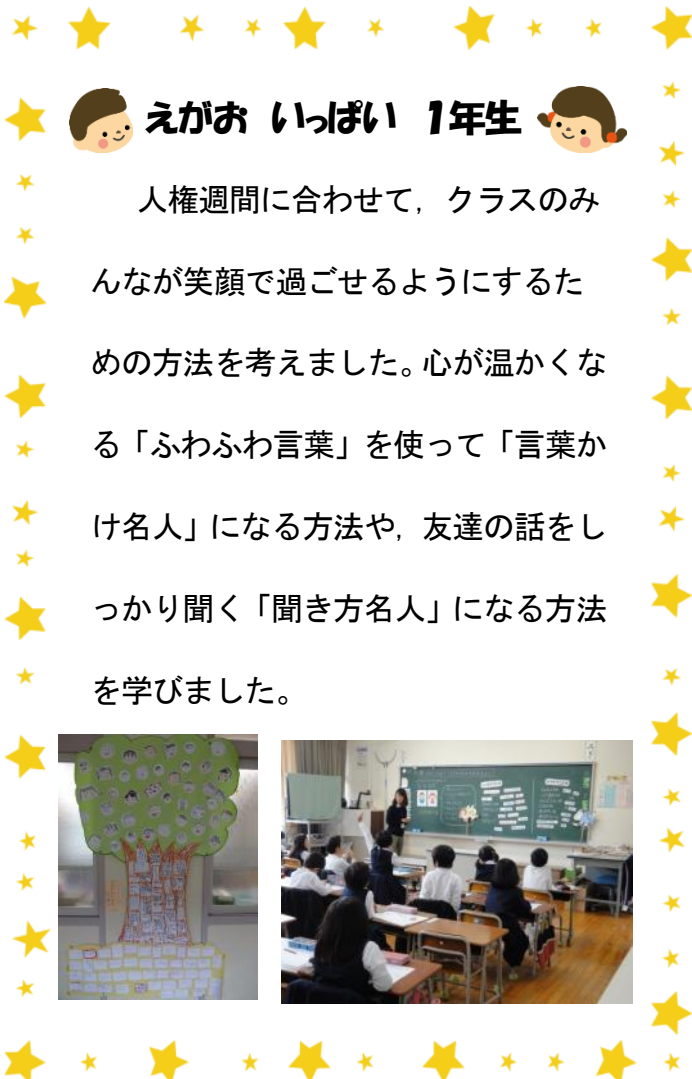 えがお いっぱい 1年生
人権週間に合わせて，クラスのみ
んなが笑顔で過ごせるようにするた
めの方法を考えました。心が温かくな
る「ふわふわ言葉」を使って「言葉か
け名人」になる方法や，友達の話をし
っかり聞く「聞き方名人」になる方法
を学びました。